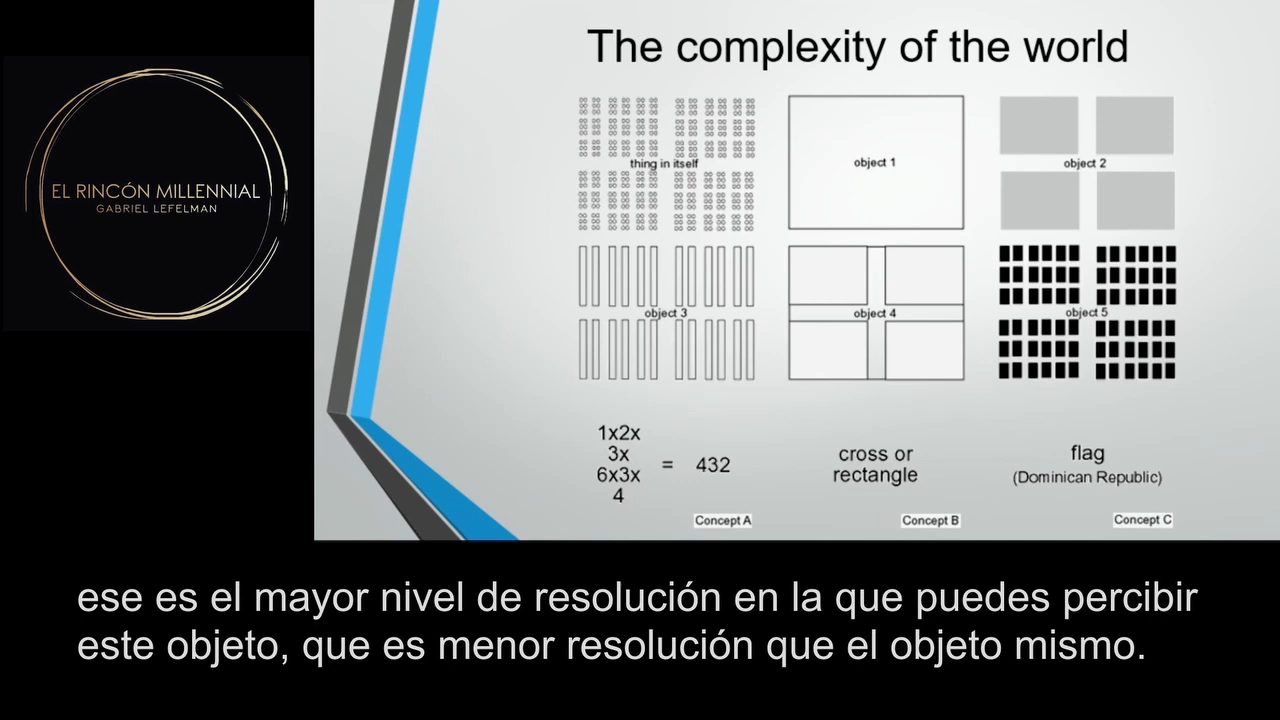 The complexity of the world
EL RINCÓN MILLENNIAL
GABRIEL LEFELMAN
thing in itself
object 1
object 2
object 3
object 4
object 5
1x2x
3x
6x3x
4
= 432
cross or
rectangle
flag
(Dominican Republic)
Concept A
Concept B
Concept C
ese es el mayor nivel de resolución en la que puedes percibir
este objeto, que es menor resolución que el objeto mismo.